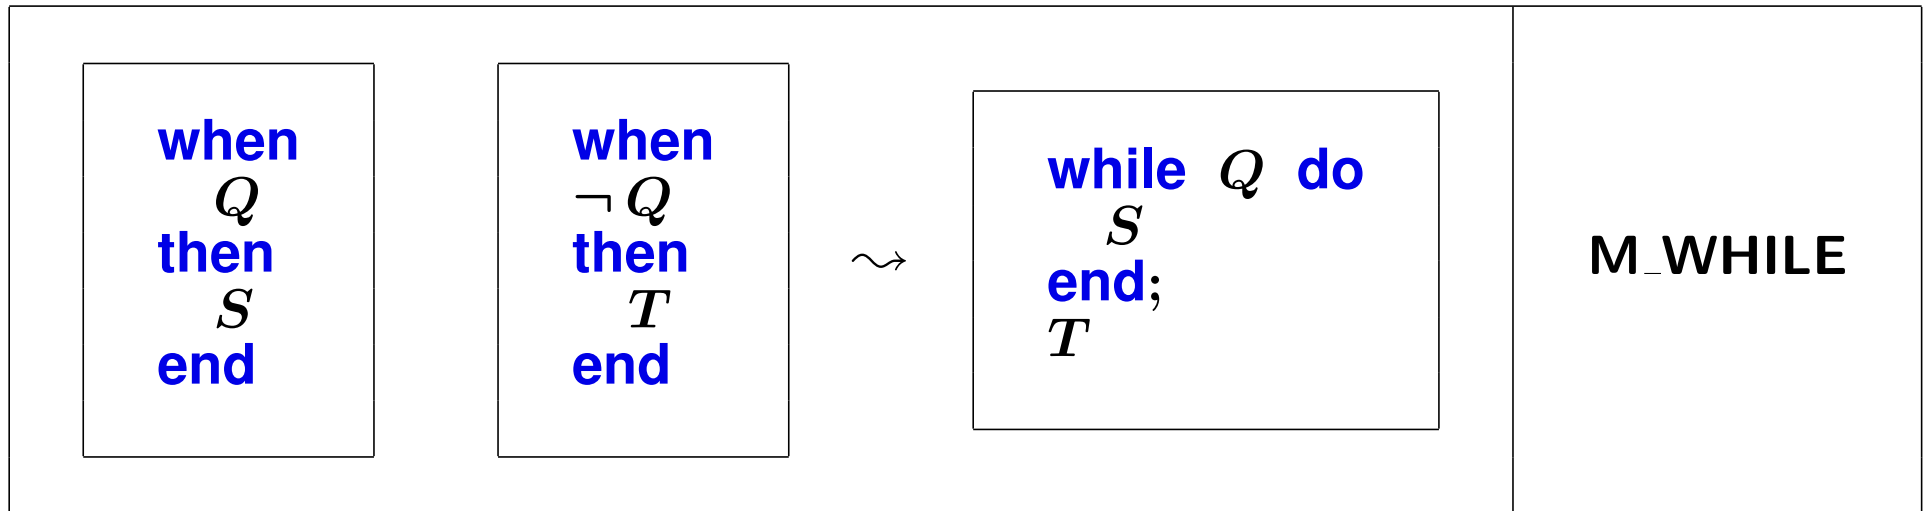 when
Q
then
S
end
when
¬ Q
then
T
end
⇝
while Q do
S
end;
T
M_WHILE